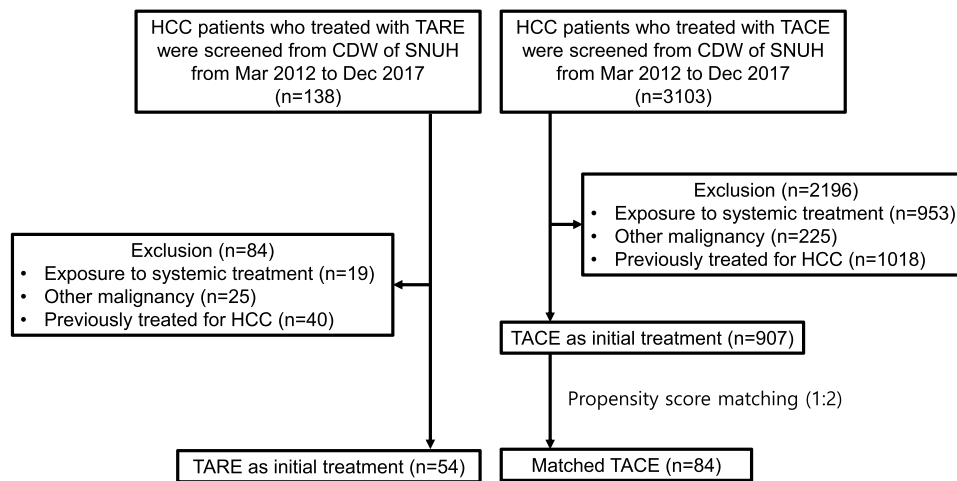 HCC patients who treated with TARE
were screened from CDW of SNUH
from Mar 2012 to Dec 2017
(n=138)
HCC patients who treated with TACE
were screened from CDW of SNUH
from Mar 2012 to Dec 2017
(n=3103)
Exclusion (n=2196)
• Exposure to systemic treatment (n=953)
• Other malignancy (n=225)
• Previously treated for HCC (n=1018)
Exclusion (n=84)
• Exposure to systemic treatment (n=19)
• Other malignancy (n=25)
• Previously treated for HCC (n=40)
TACE as initial treatment (n=907)
Propensity score matching (1:2)
TARE as initial treatment (n=54)
Matched TACE (n=84)